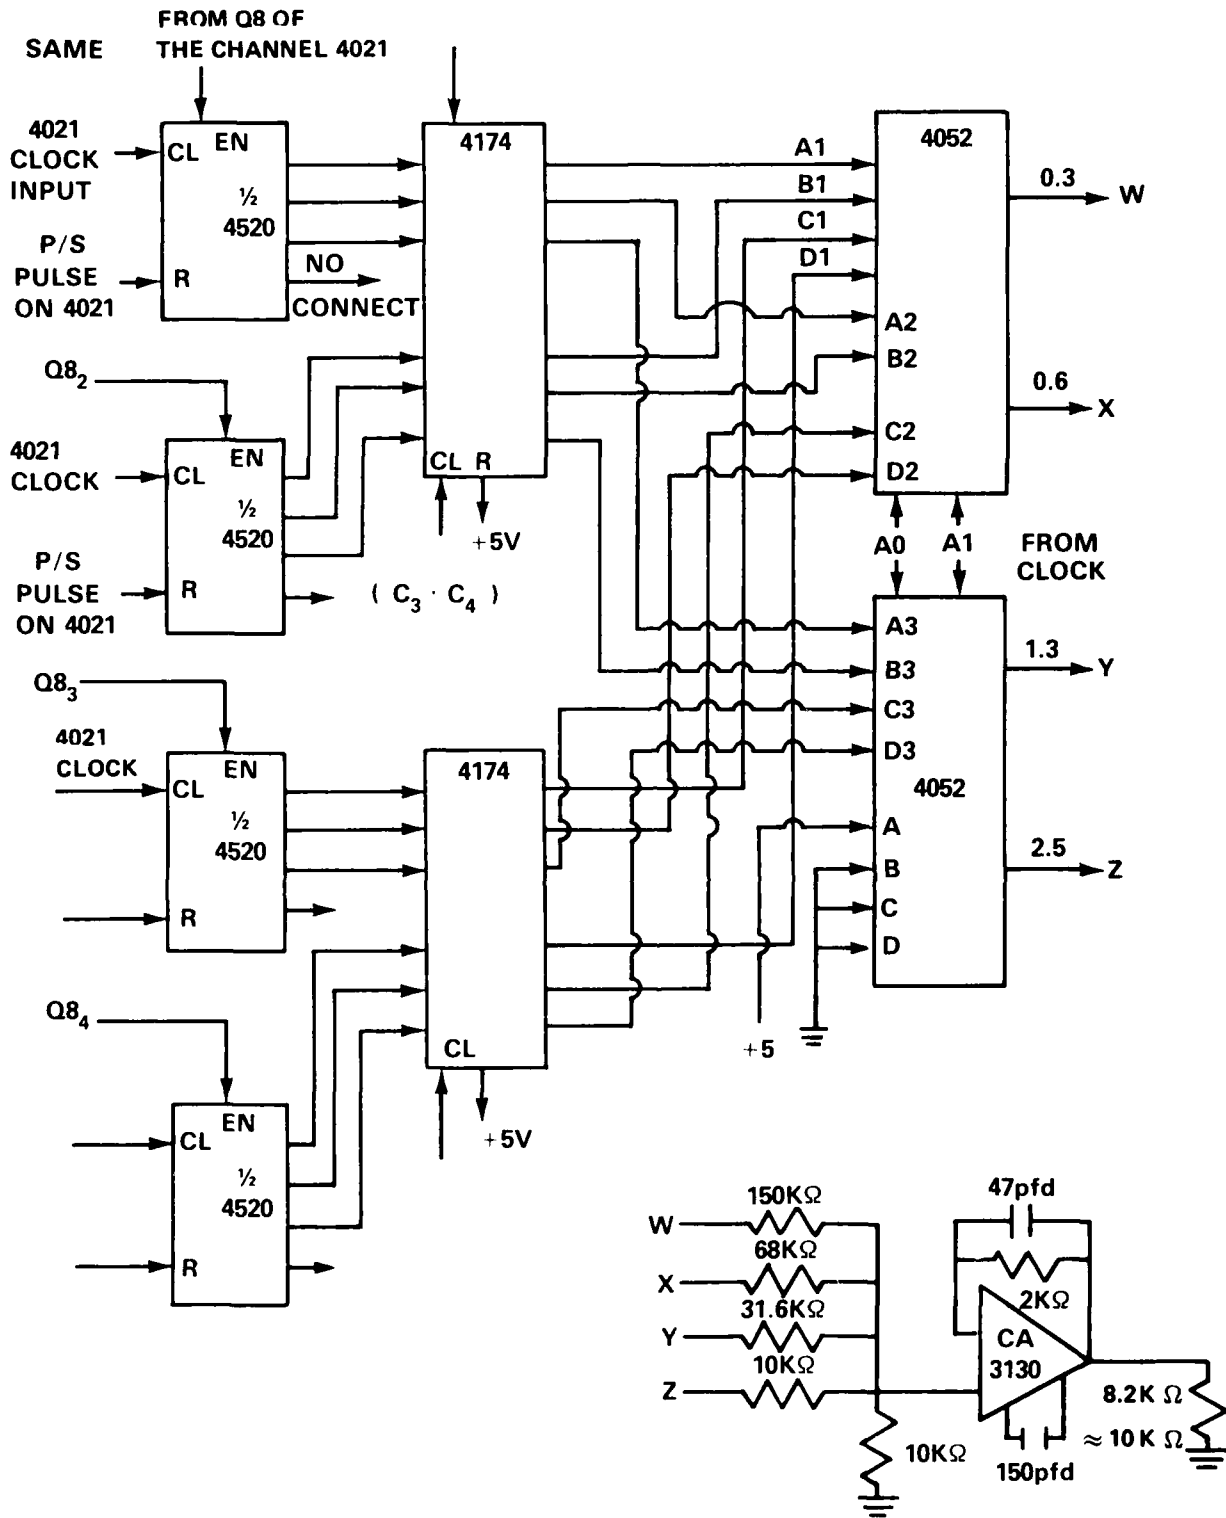 SAME
FROM Q8 OF
THE CHANNEL 4021
4021
CLOCK
INPUT
CL
EN
½
4520
P/S
PULSE
ON 4021
R
NO
CONNECT
4174
CL R
+5V
A1
B1
C1
D1
4052
A2
B2
C2
D2
0.3
W
0.6
X
Q8₂
4021
CLOCK
CL
EN
½
4520
P/S
PULSE
ON 4021
R
( C₃ · C₄ )
A0
A1
FROM
CLOCK
A3
B3
C3
D3
4052
A
B
C
D
1.3
Y
2.5
Z
Q8₃
4021
CLOCK
CL
EN
½
4520
R
4174
CL
+5V
+5
Q8₄
CL
EN
½
4520
R
W
150KΩ
X
68KΩ
Y
31.6KΩ
Z
10KΩ
10KΩ
47pfd
2KΩ
CA
3130
150pfd
8.2K Ω
≈ 10 K Ω